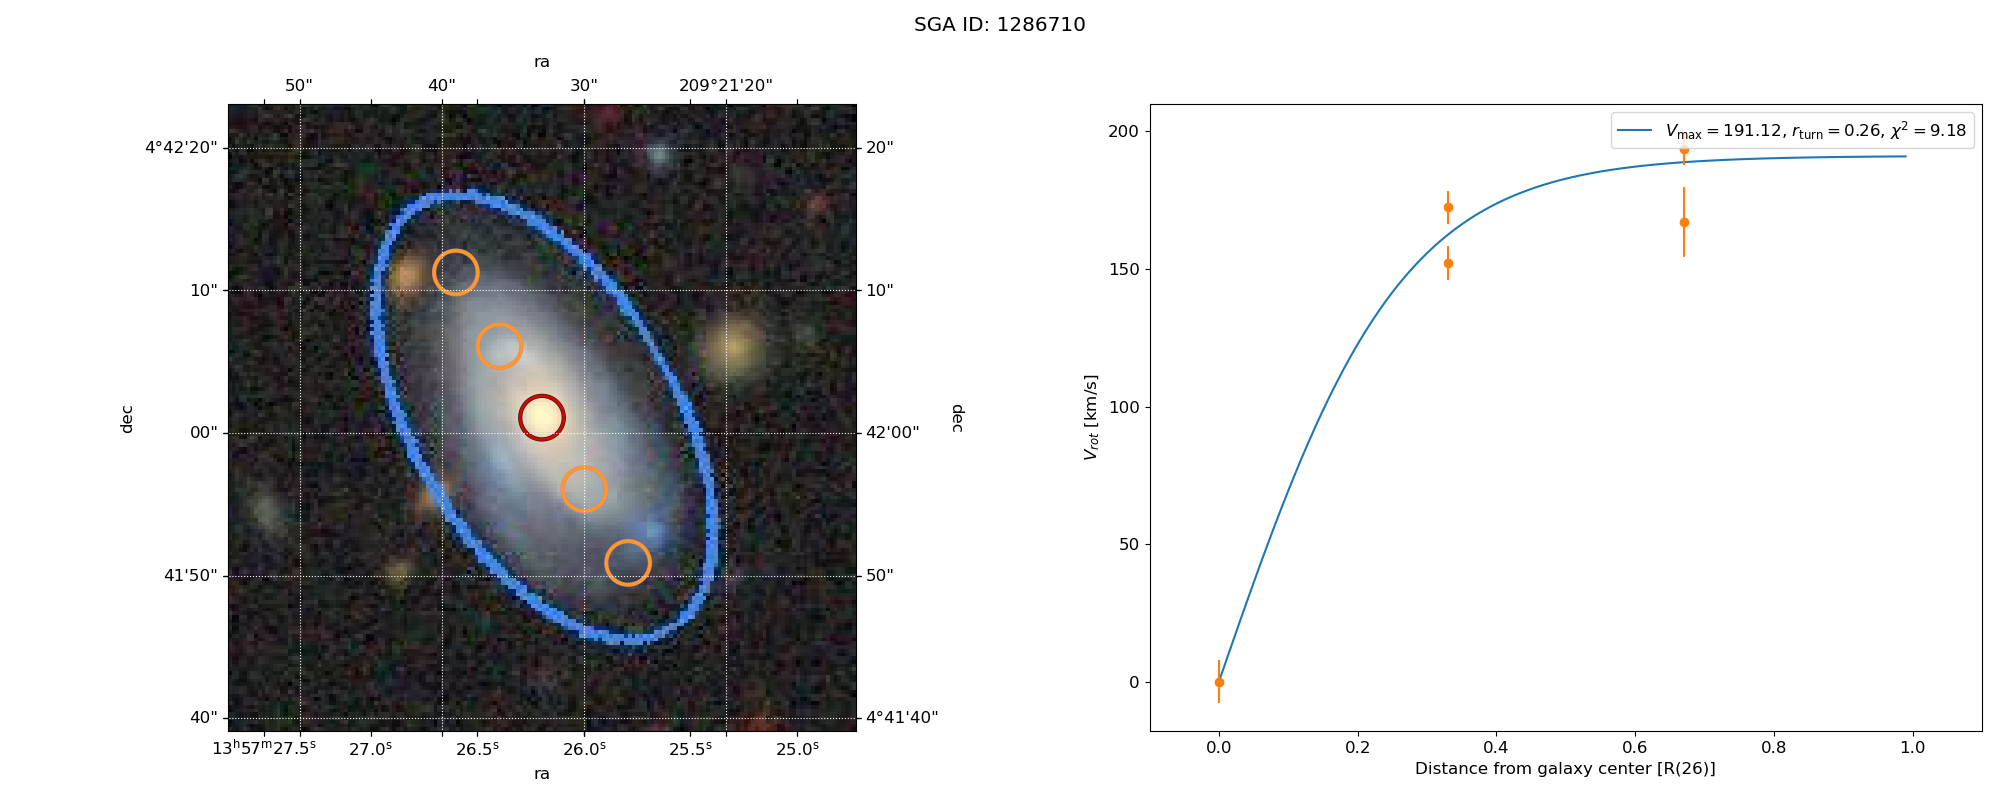 SGA ID: 1286710
ra
50" 40" 30" 209°21'20"
4°42'20"
10"
00"
41'50"
40"
dec
20"
10"
42'00"
50"
4°41'40"
dec
13h57m27.5s 27.0s 26.5s 26.0s 25.5s 25.0s
ra
Vmax = 191.12, rturn = 0.26, χ² = 9.18
200
150
100
50
0
Vrot [km/s]
0.0 0.2 0.4 0.6 0.8 1.0
Distance from galaxy center [R(26)]